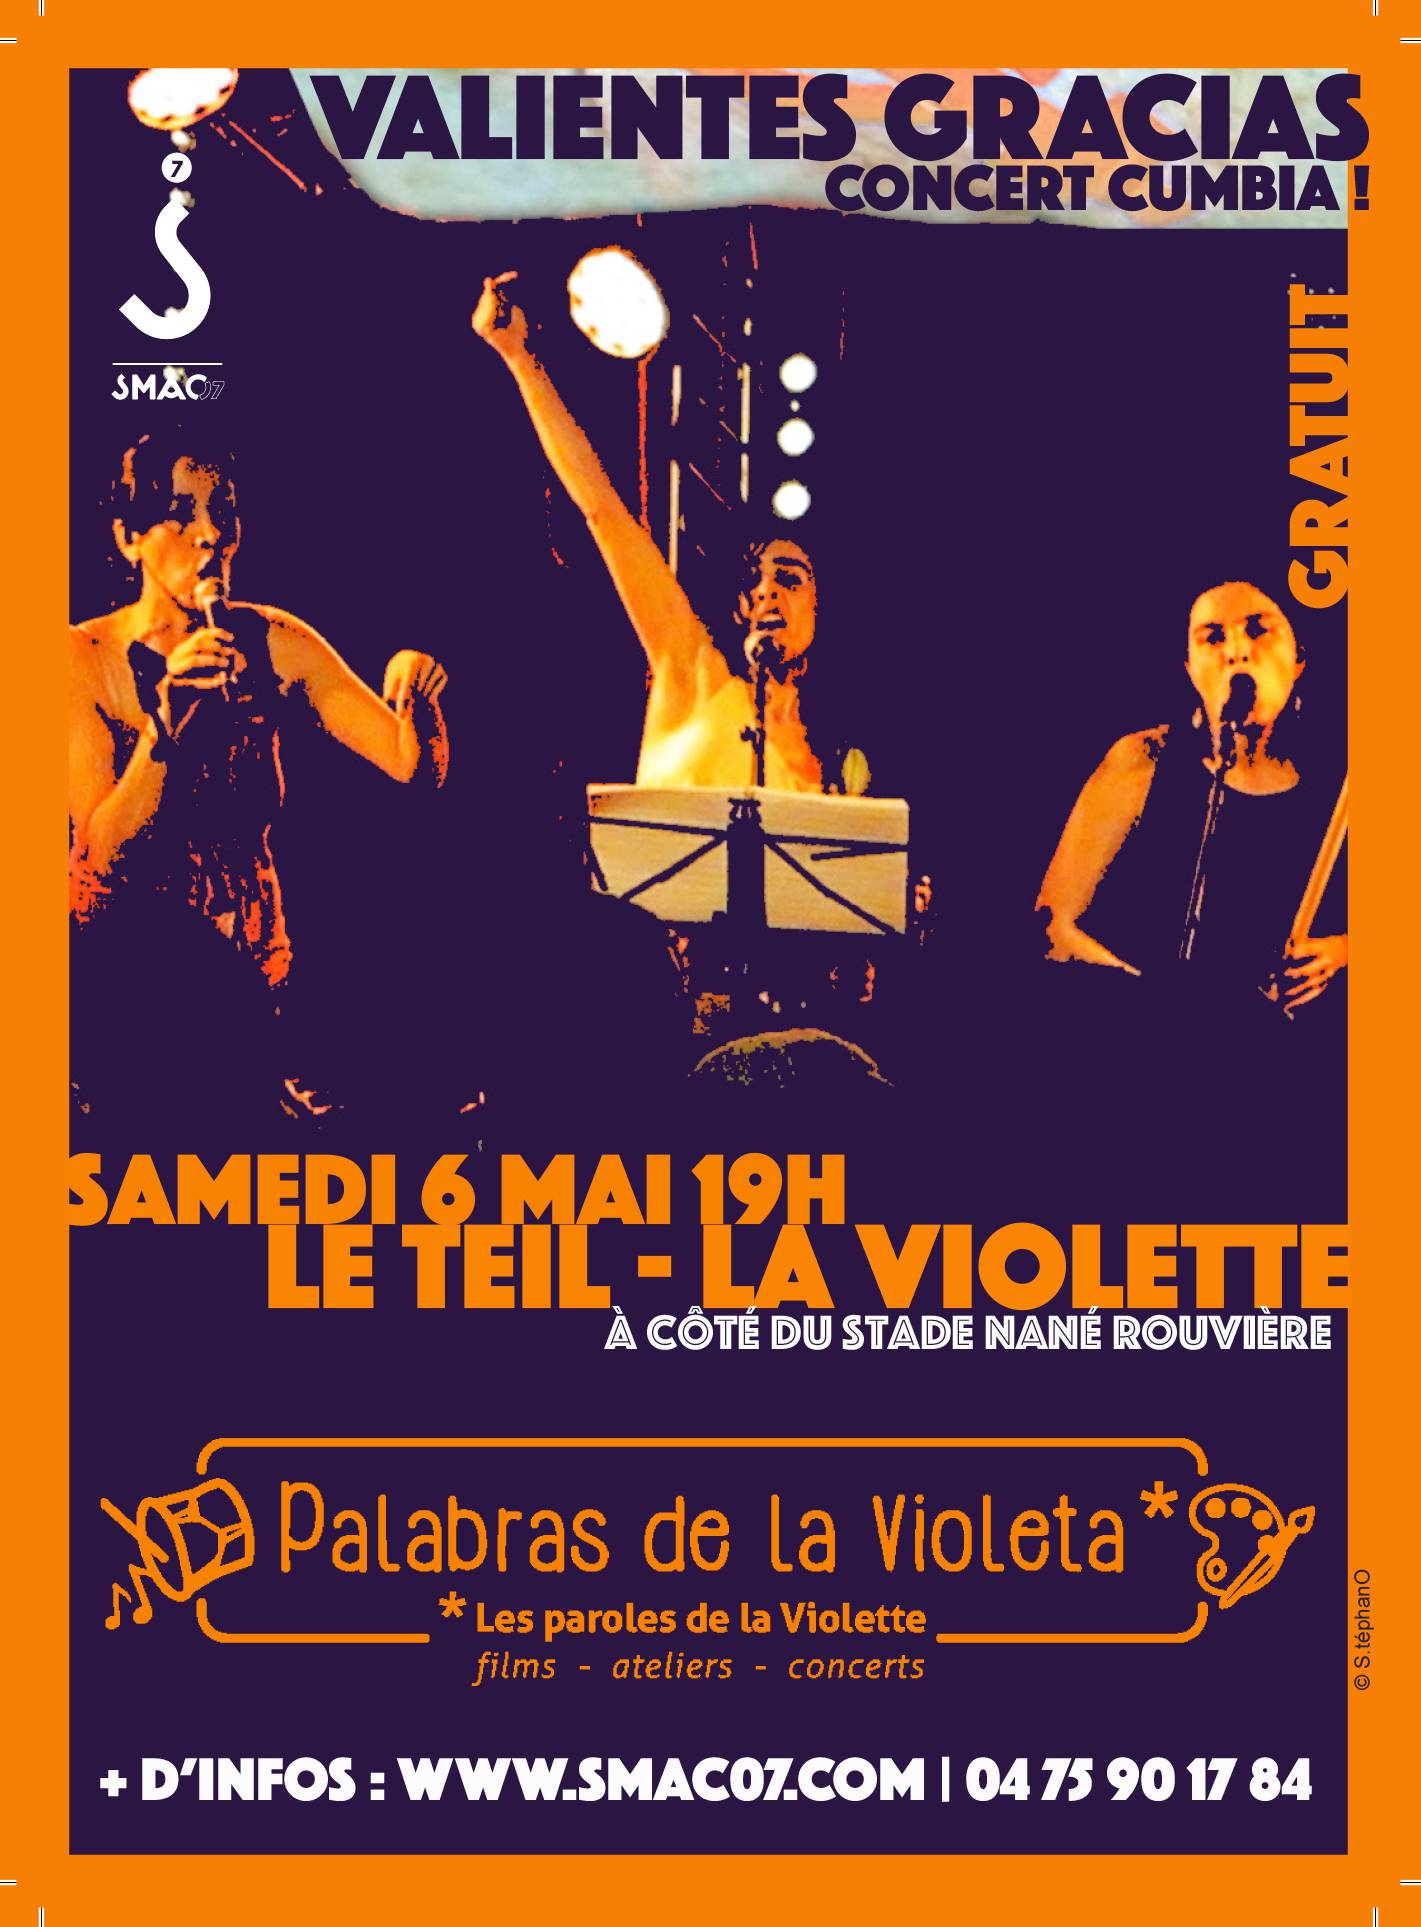 VALIENTES GRACIAS
CONCERT CUMBIA !
7
SMAC07
GRATUIT
SAMEDI 6 MAI 19H
LE TEIL - LA VIOLETTE
À CÔTÉ DU STADE NANÉ ROUVIÈRE
Palabras de la Violeta*
*Les paroles de la Violette
films - ateliers - concerts
© S.téphanO
+ D'INFOS : WWW.SMAC07.COM | 04 75 90 17 84